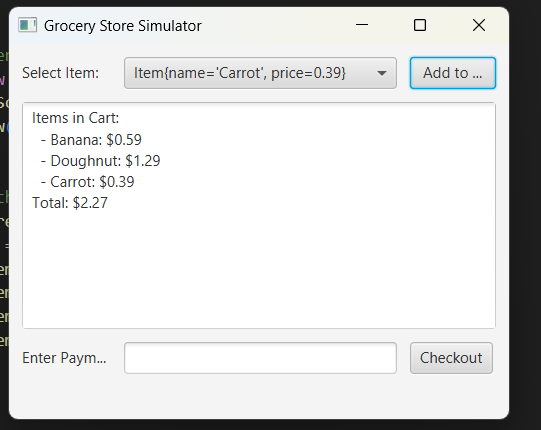 Grocery Store Simulator
Select Item: Item{name='Carrot', price=0.39} Add to ...
Items in Cart:
- Banana: $0.59
- Doughnut: $1.29
- Carrot: $0.39
Total: $2.27
Enter Paym... Checkout